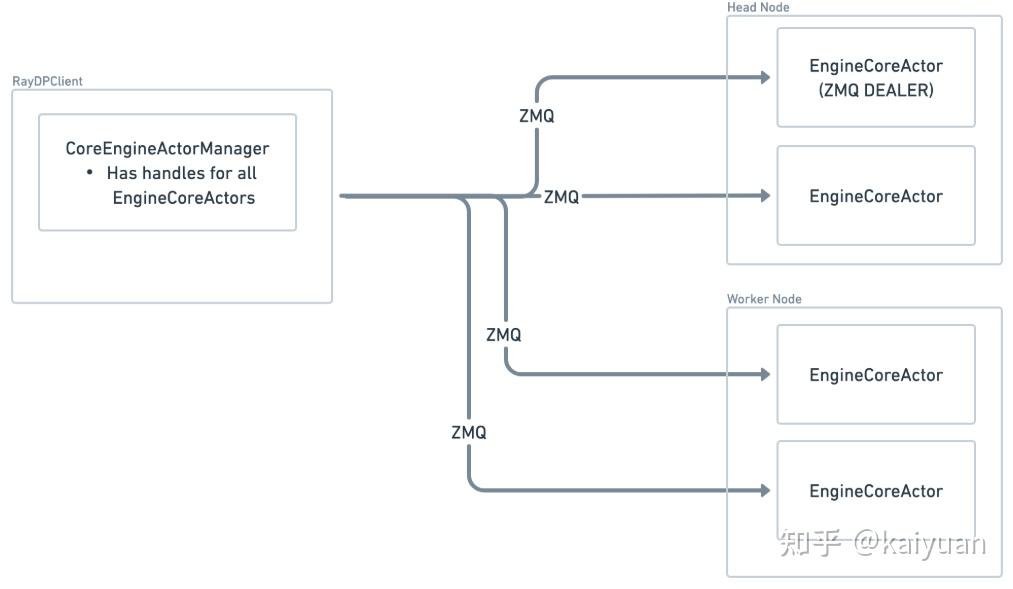 RayDPClient
CoreEngineActorManager
• Has handles for all
EngineCoreActors
ZMQ
ZMQ
ZMQ
ZMQ
Head Node
EngineCoreActor
(ZMQ DEALER)
EngineCoreActor
Worker Node
EngineCoreActor
EngineCoreActor
知乎 @kaiyuan